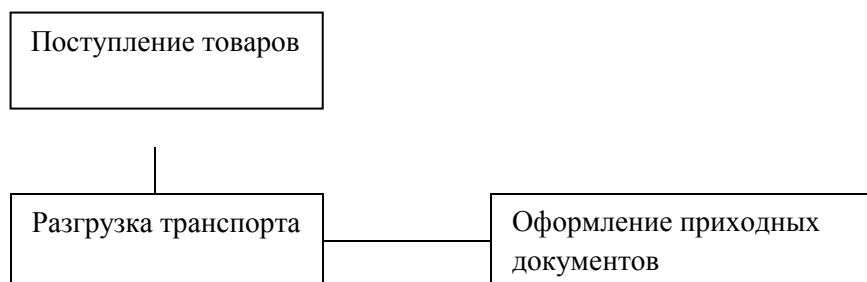 Поступление товаров
Разгрузка транспорта
Оформление приходных
документов